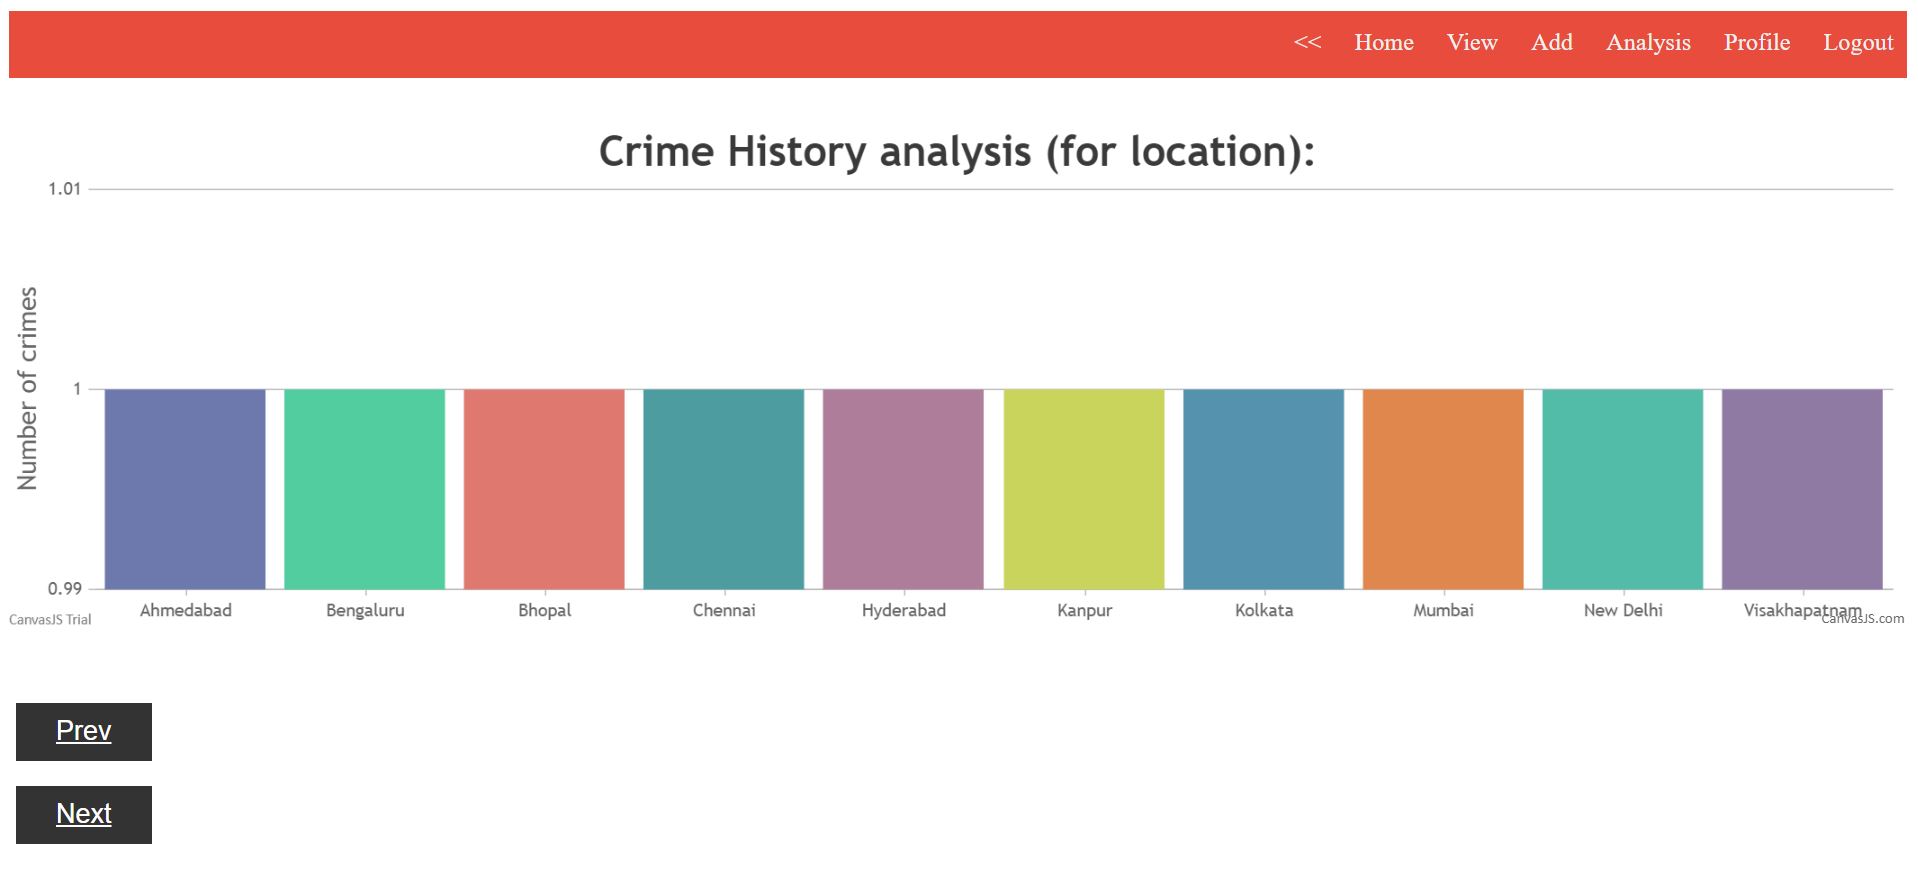 << Home View Add Analysis Profile Logout
Crime History analysis (for location):
1.01
Number of crimes
1
0.99
Ahmedabad Bengaluru Bhopal Chennai Hyderabad Kanpur Kolkata Mumbai New Delhi Visakhapatnam
CanvasJS Trial CanvasJS.com
Prev
Next